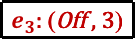 e₃: (Off, 3)